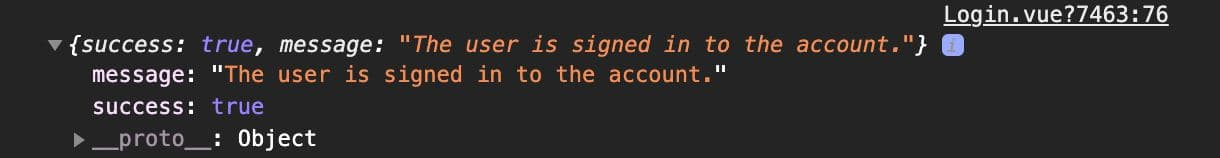 Login.vue?7463:76
▼{success: true, message: "The user is signed in to the account."} i
message: "The user is signed in to the account."
success: true
▶__proto__: Object